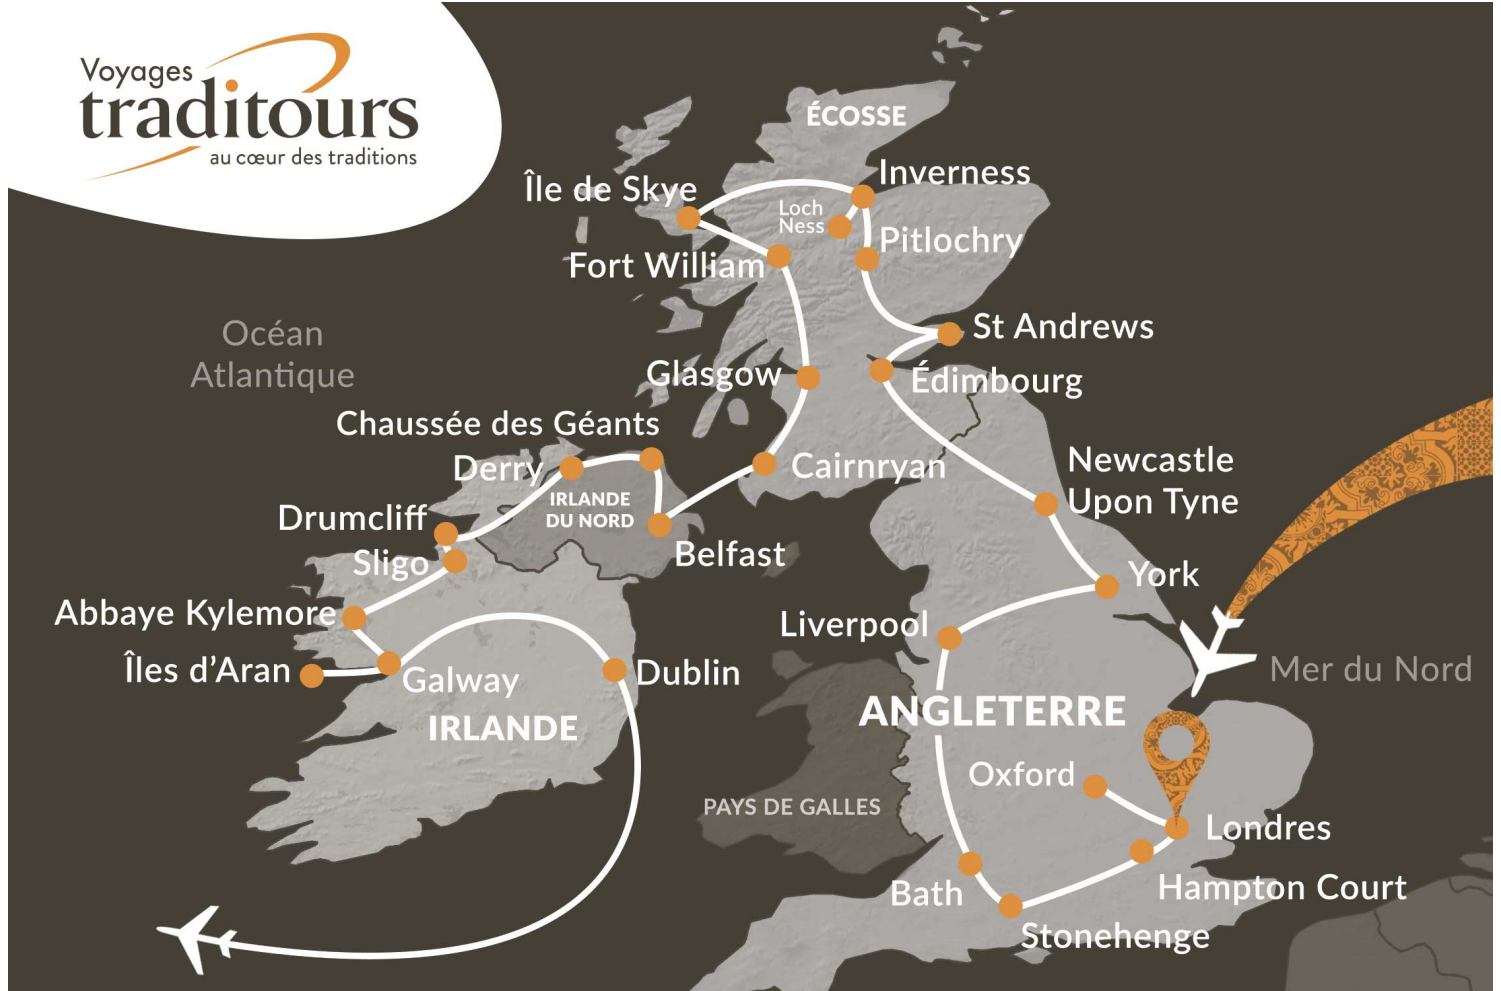 Voyages
traditours
au cœur des traditions
ÉCOSSE
Inverness
Île de Skye
Loch
Ness
Pitlochry
Fort William
Océan
Atlantique
St Andrews
Glasgow
Édimbourg
Chaussée des Géants
Derry
Cairnryan
Newcastle
Upon Tyne
IRLANDE
DU NORD
Drumcliff
Belfast
Sligo
York
Abbaye Kylemore
Liverpool
Îles d'Aran
Galway
Dublin
Mer du Nord
IRLANDE
ANGLETERRE
Oxford
PAYS DE GALLES
Londres
Bath
Hampton Court
Stonehenge